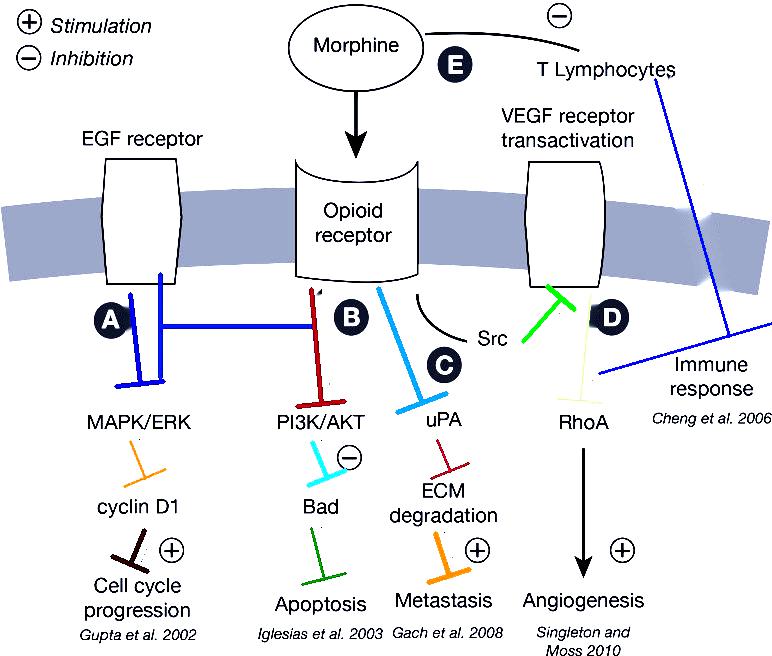 + Stimulation
− Inhibition
Morphine
−
E
T Lymphocytes
EGF receptor
VEGF receptor
transactivation
Opioid
receptor
A
B
C
D
Src
Immune
response
Cheng et al. 2006
MAPK/ERK
PI3K/AKT
uPA
RhoA
−
cyclin D1
Bad
ECM
degradation
+
+
+
Cell cycle
progression
Gupta et al. 2002
Apoptosis
Iglesias et al. 2003
Metastasis
Gach et al. 2008
Angiogenesis
Singleton and
Moss 2010